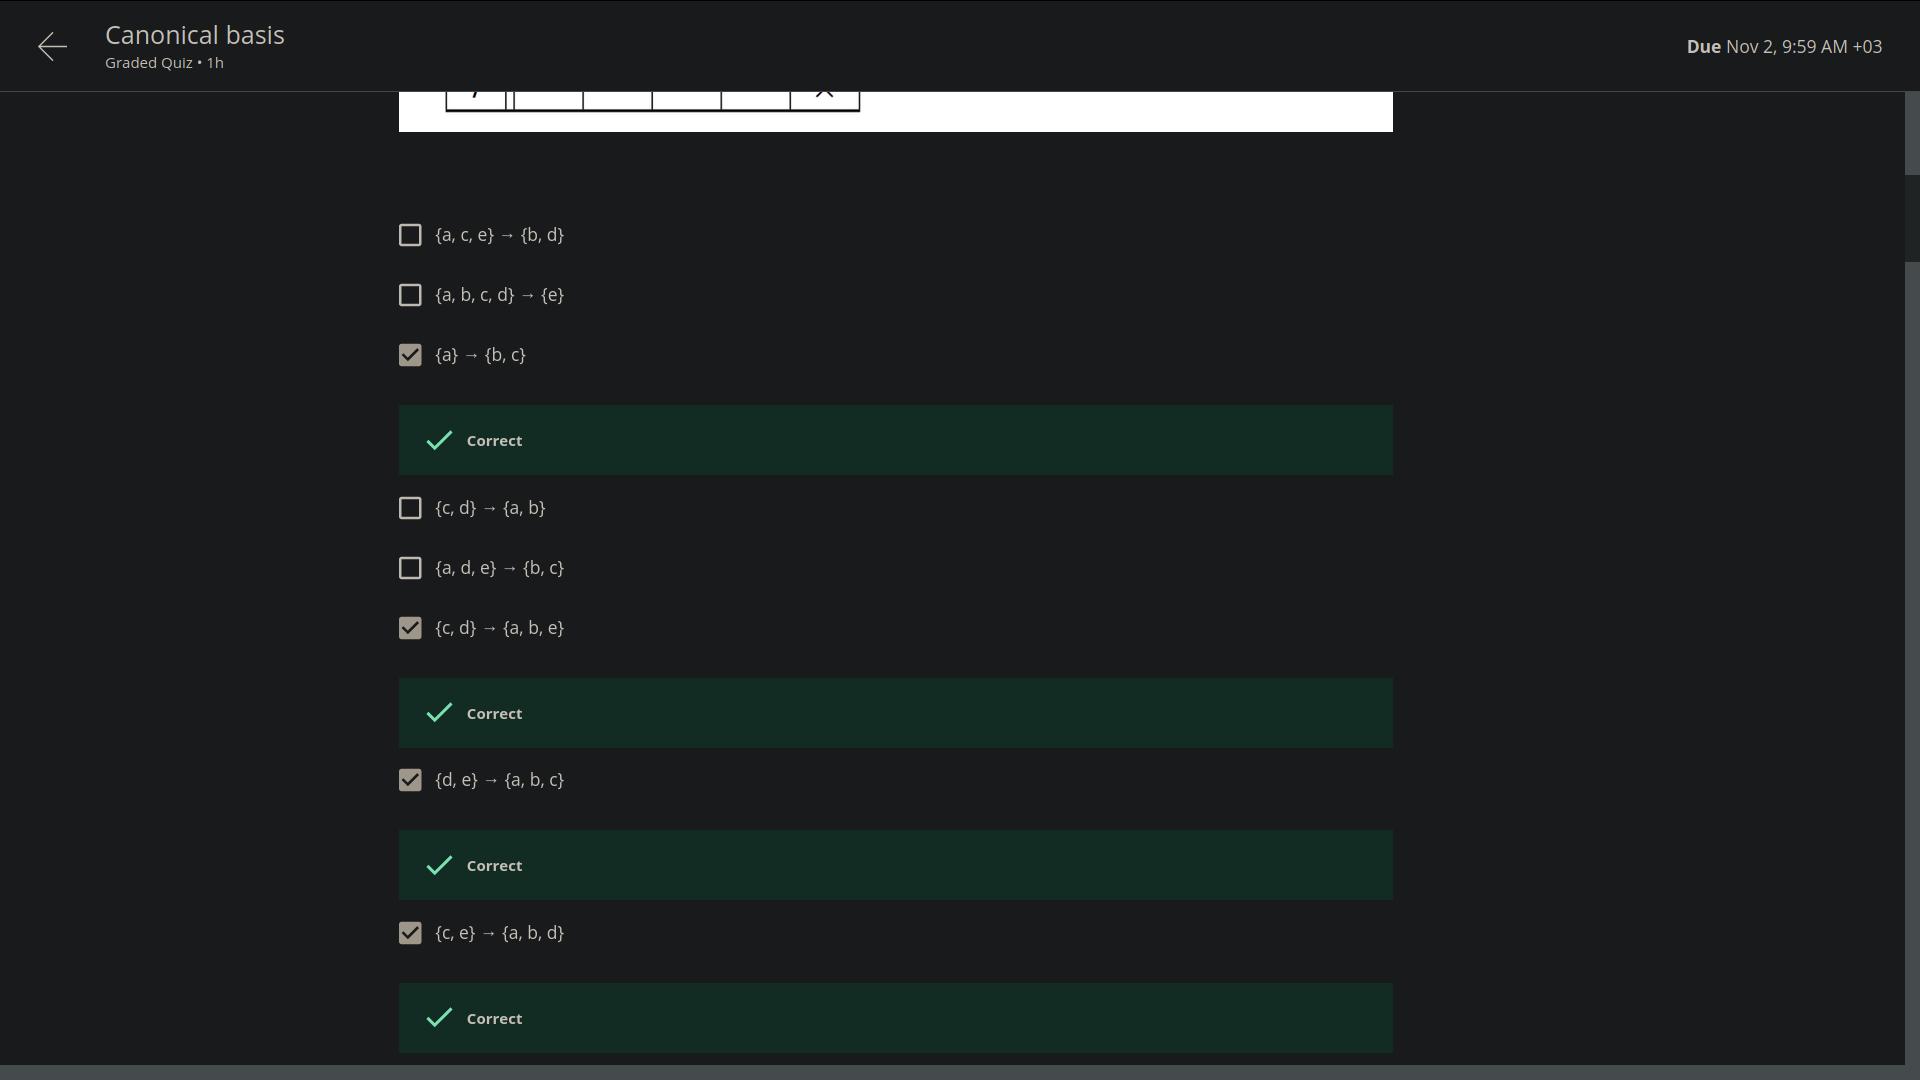 Canonical basis
Graded Quiz • 1h
Due Nov 2, 9:59 AM +03
{a, c, e} → {b, d}
{a, b, c, d} → {e}
{a} → {b, c}
Correct
{c, d} → {a, b}
{a, d, e} → {b, c}
{c, d} → {a, b, e}
Correct
{d, e} → {a, b, c}
Correct
{c, e} → {a, b, d}
Correct